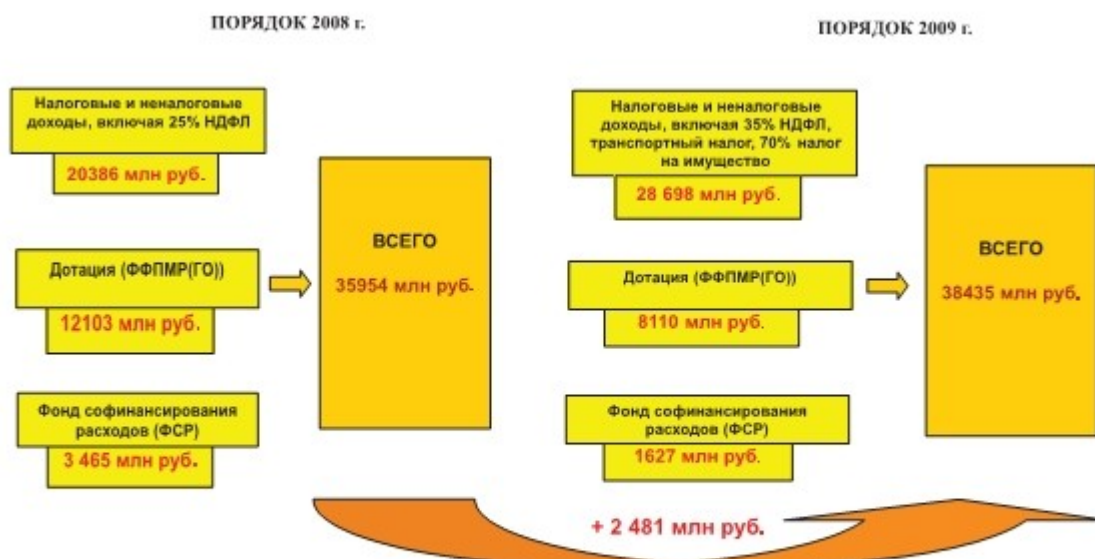 ПОРЯДОК 2008 г.
Налоговые и неналоговые
доходы, включая 25% НДФЛ
20386 млн руб.
Дотация (ФФПМР(ГО))
12103 млн руб.
Фонд софинансирования
расходов (ФСР)
3 465 млн руб.
ВСЕГО
35954 млн руб.
ПОРЯДОК 2009 г.
Налоговые и неналоговые
доходы, включая 35% НДФЛ,
транспортный налог, 70% налог
на имущество
28 698 млн руб.
Дотация (ФФПМР(ГО))
8110 млн руб.
Фонд софинансирования
расходов (ФСР)
1627 млн руб.
ВСЕГО
38435 млн руб.
+ 2 481 млн руб.